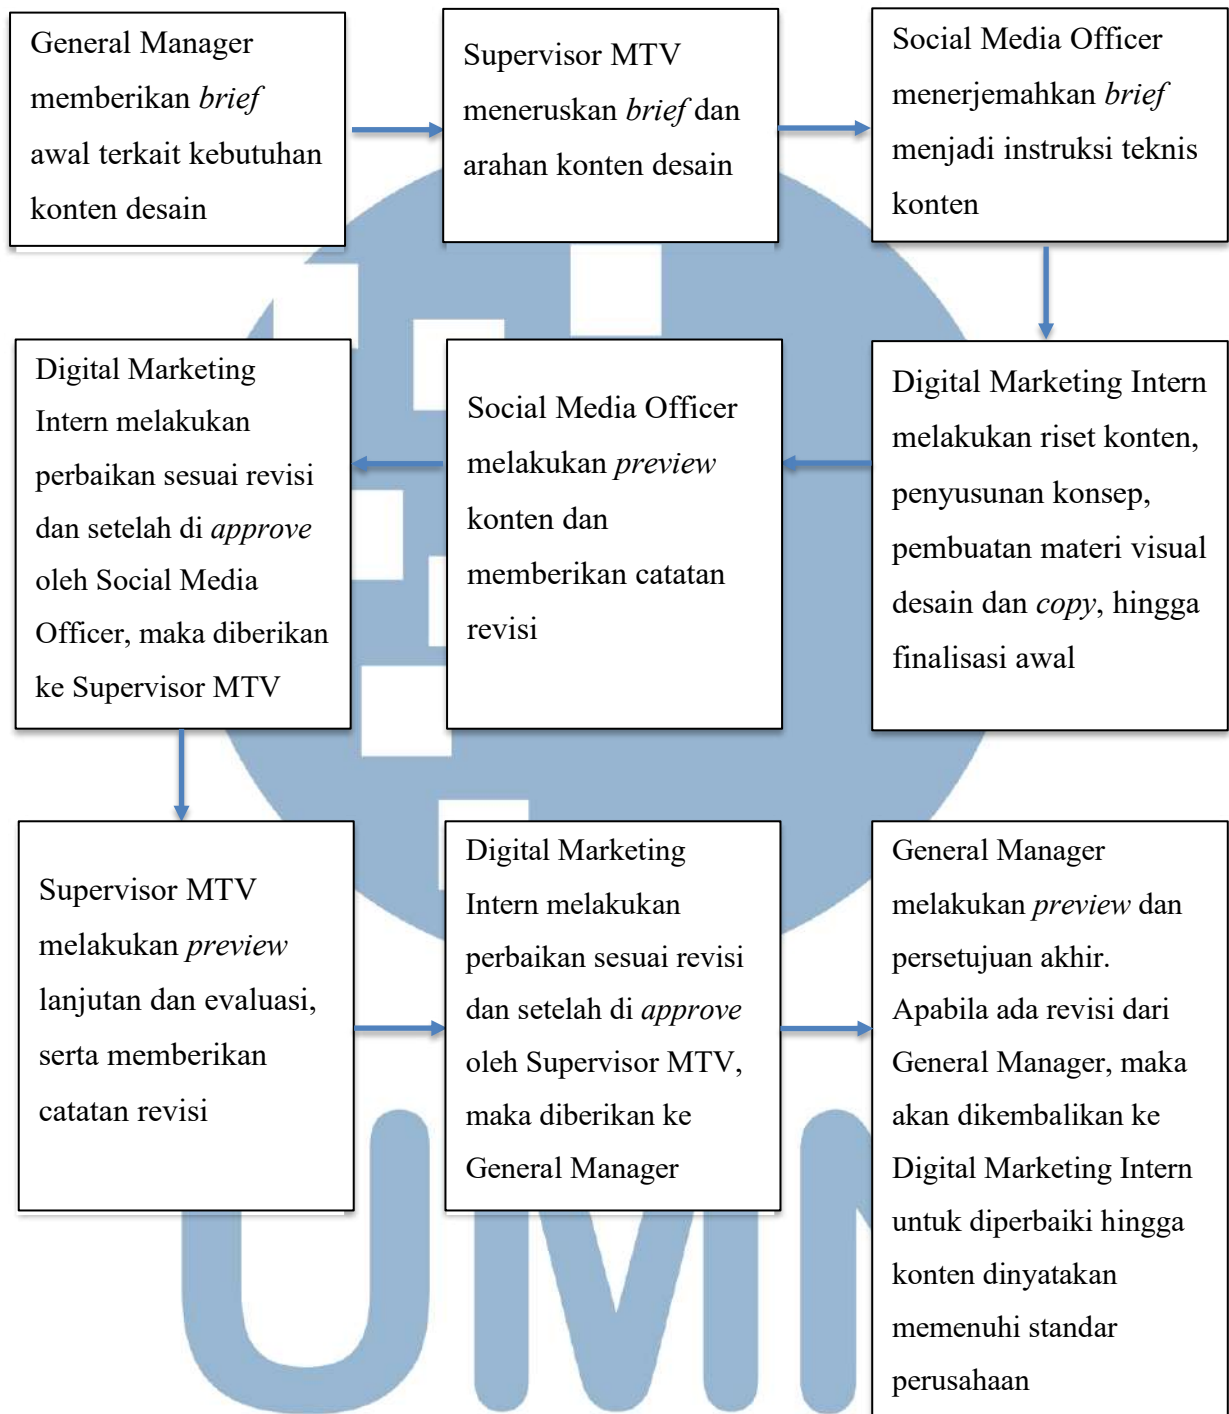 General Manager
memberikan brief
awal terkait kebutuhan
konten desain
Supervisor MTV
meneruskan brief dan
arahan konten desain
Social Media Officer
menerjemahkan brief
menjadi instruksi teknis
konten
Digital Marketing Intern
melakukan riset konten,
penyusunan konsep,
pembuatan materi visual
desain dan copy, hingga
finalisasi awal
Social Media Officer
melakukan preview
konten dan
memberikan catatan
revisi
Digital Marketing
Intern melakukan
perbaikan sesuai revisi
dan setelah di approve
oleh Social Media
Officer, maka diberikan
ke Supervisor MTV
Supervisor MTV
melakukan preview
lanjutan dan evaluasi,
serta memberikan
catatan revisi
Digital Marketing
Intern melakukan
perbaikan sesuai revisi
dan setelah di approve
oleh Supervisor MTV,
maka diberikan ke
General Manager
General Manager
melakukan preview dan
persetujuan akhir.
Apabila ada revisi dari
General Manager, maka
akan dikembalikan ke
Digital Marketing Intern
untuk diperbaiki hingga
konten dinyatakan
memenuhi standar
perusahaan
UMN